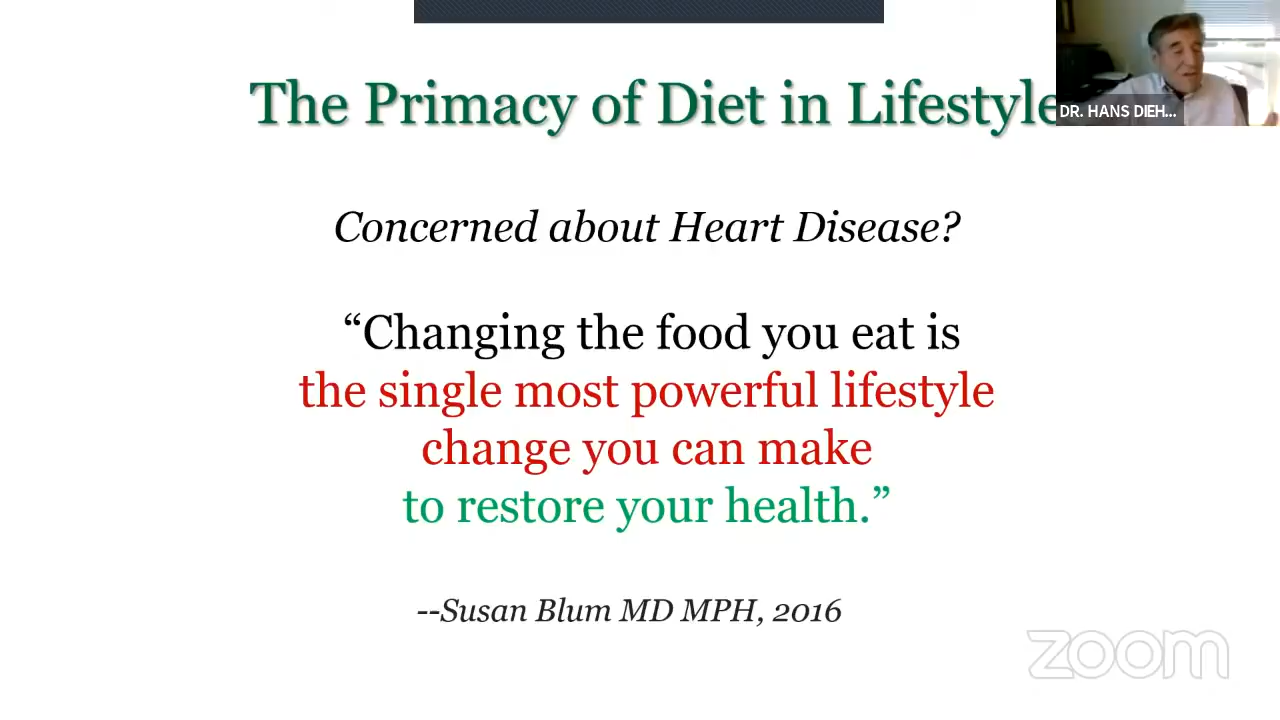 The Primacy of Diet in Lifestyle
DR. HANS DIEH...
Concerned about Heart Disease?
“Changing the food you eat is
the single most powerful lifestyle
change you can make
to restore your health.”
--Susan Blum MD MPH, 2016
zoom